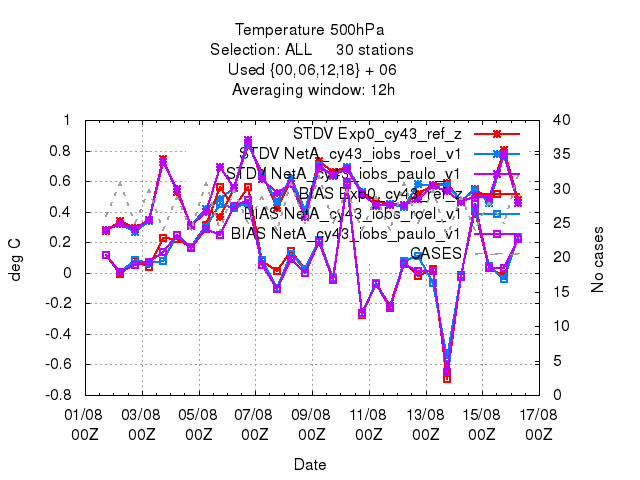 Temperature 500hPa
Selection: ALL 30 stations
Used {00,06,12,18} + 06
Averaging window: 12h
1
0.8
0.6
0.4
0.2
0
-0.2
-0.4
-0.6
-0.8
deg C
40
35
30
25
20
15
10
5
0
No cases
STDV Exp0_cy43_ref_z
STDV NetA_cy43_iobs_roel_v1
STDV NetA_cy43_iobs_paulo_v1
BIAS Exp0_cy43_ref_z
BIAS NetA_cy43_iobs_roel_v1
BIAS NetA_cy43_iobs_paulo_v1
CASES
01/08 03/08 05/08 07/08 09/08 11/08 13/08 15/08 17/08
00Z 00Z 00Z 00Z 00Z 00Z 00Z 00Z 00Z
Date